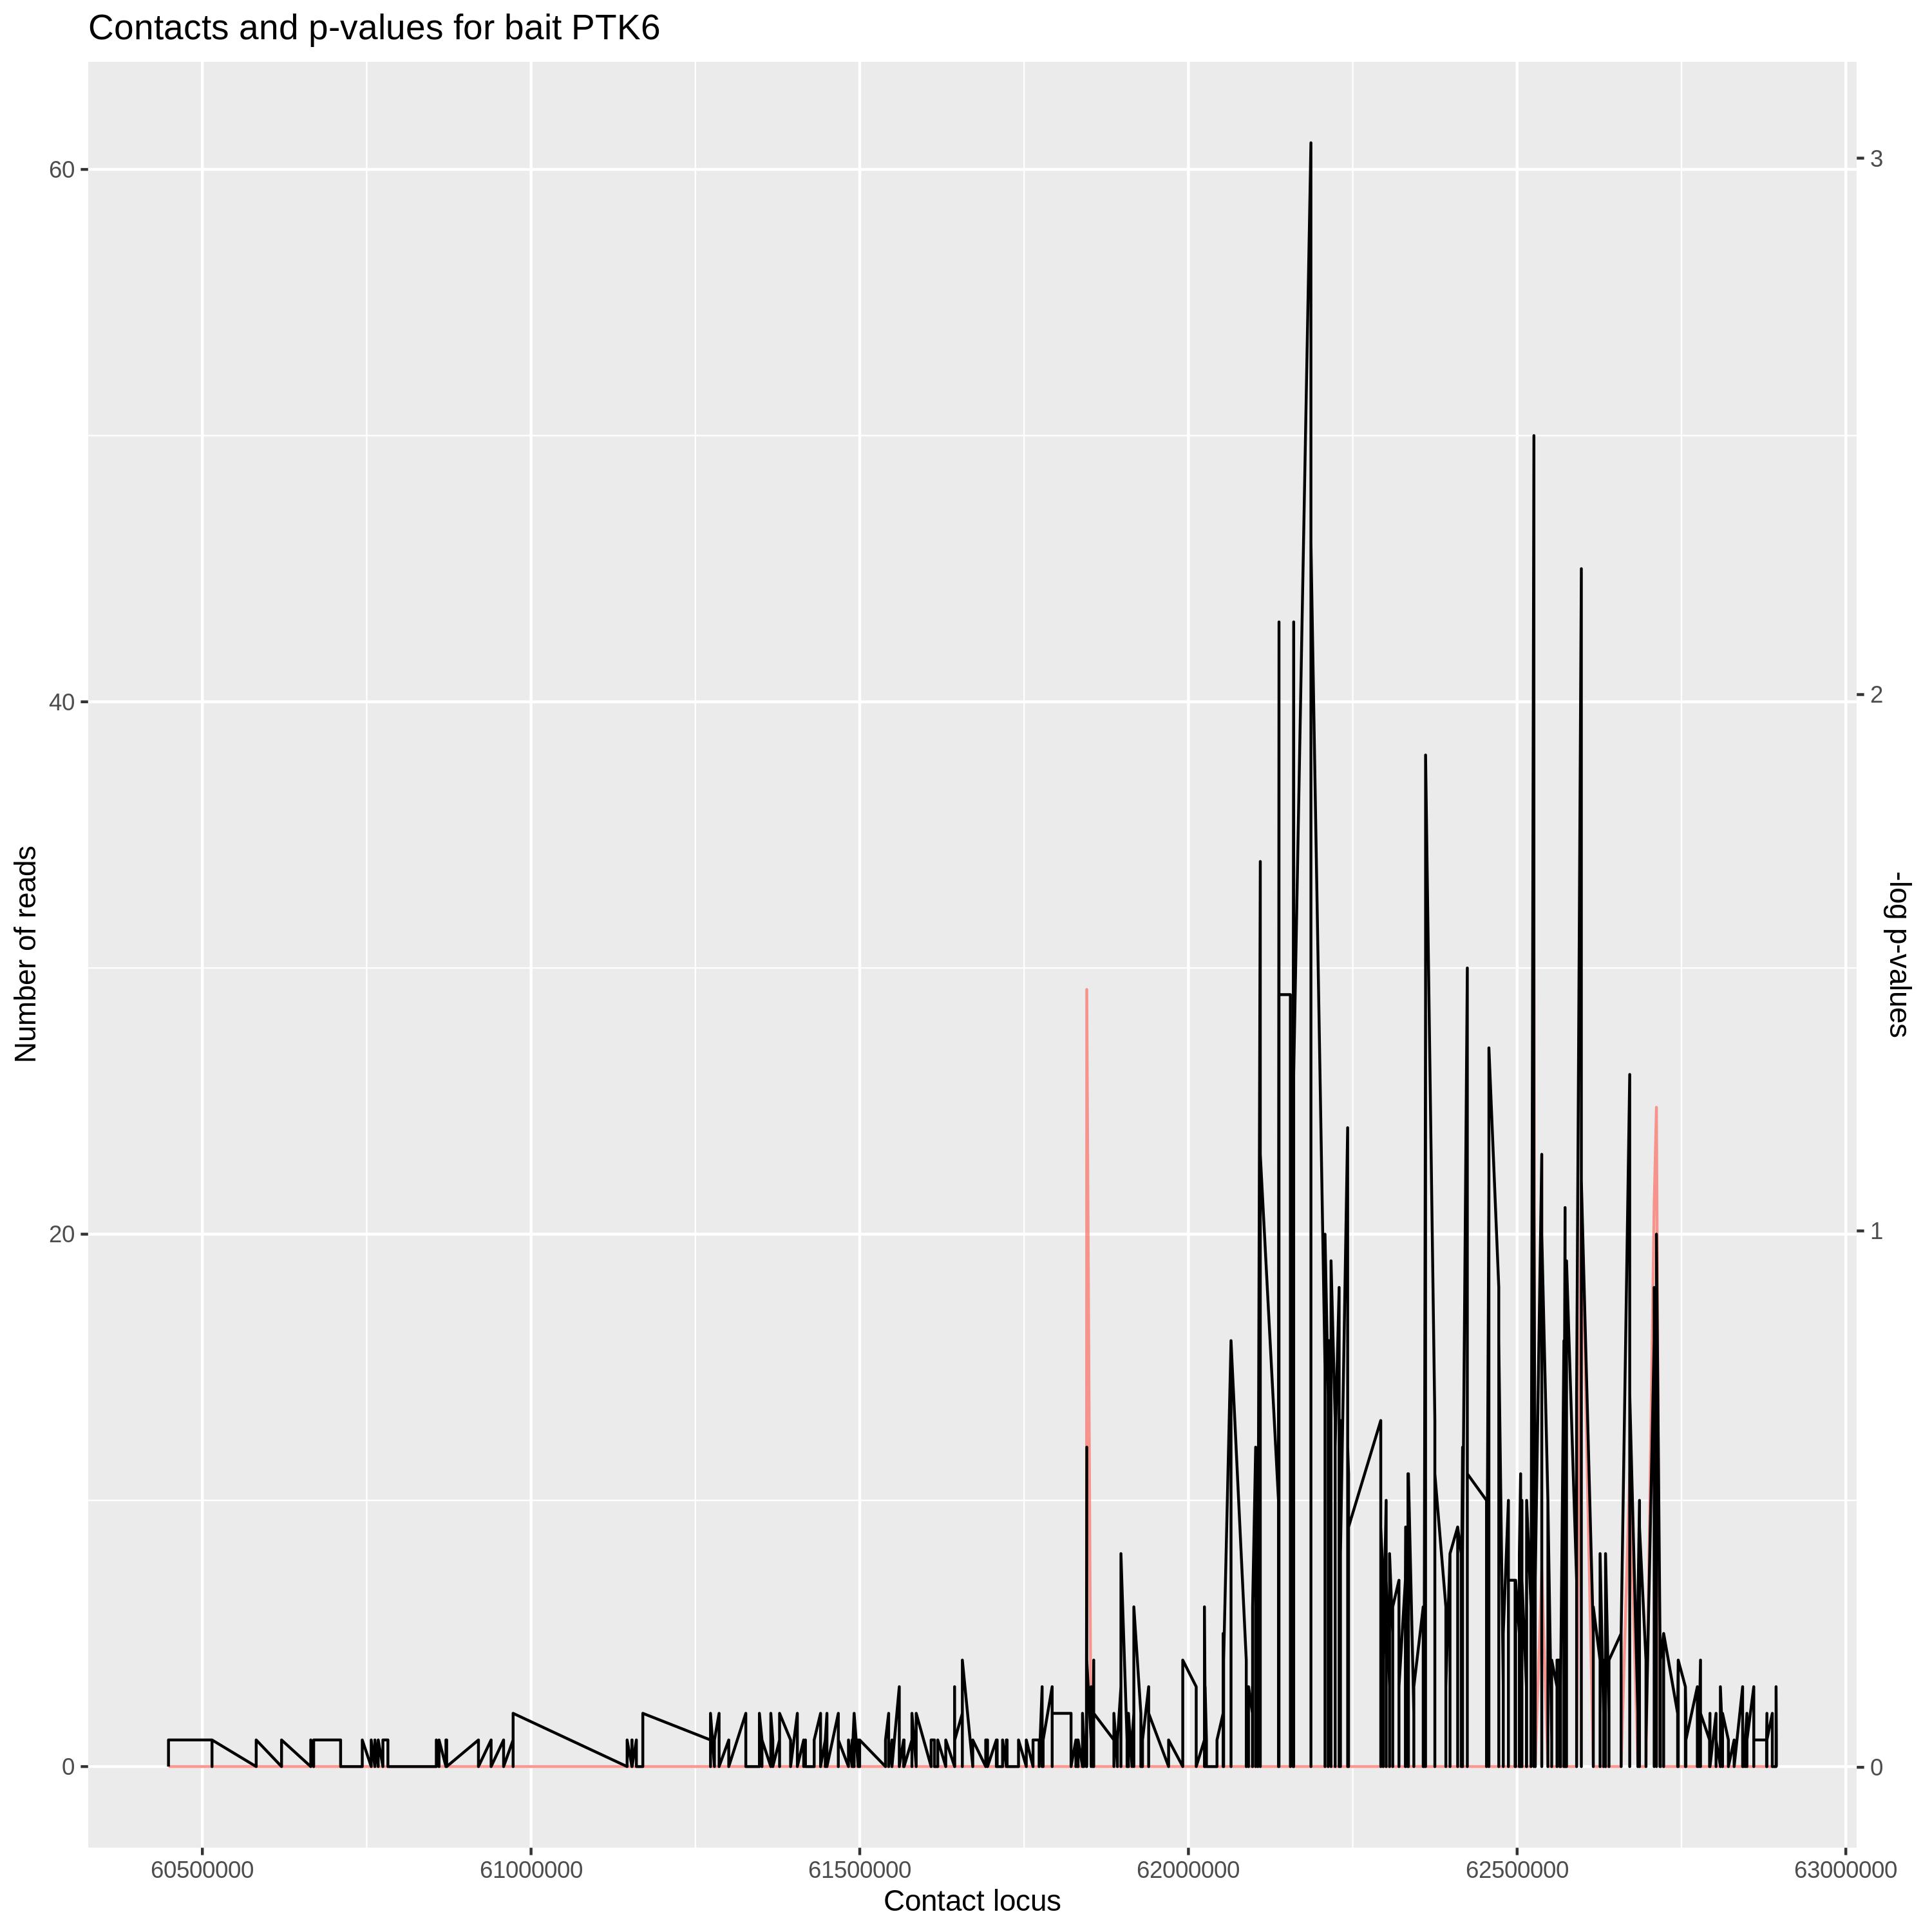 Contacts and p-values for bait PTK6
60
40
20
0
Number of reads
3
2
1
0
-log p-values
60500000 61000000 61500000 62000000 62500000 63000000
Contact locus